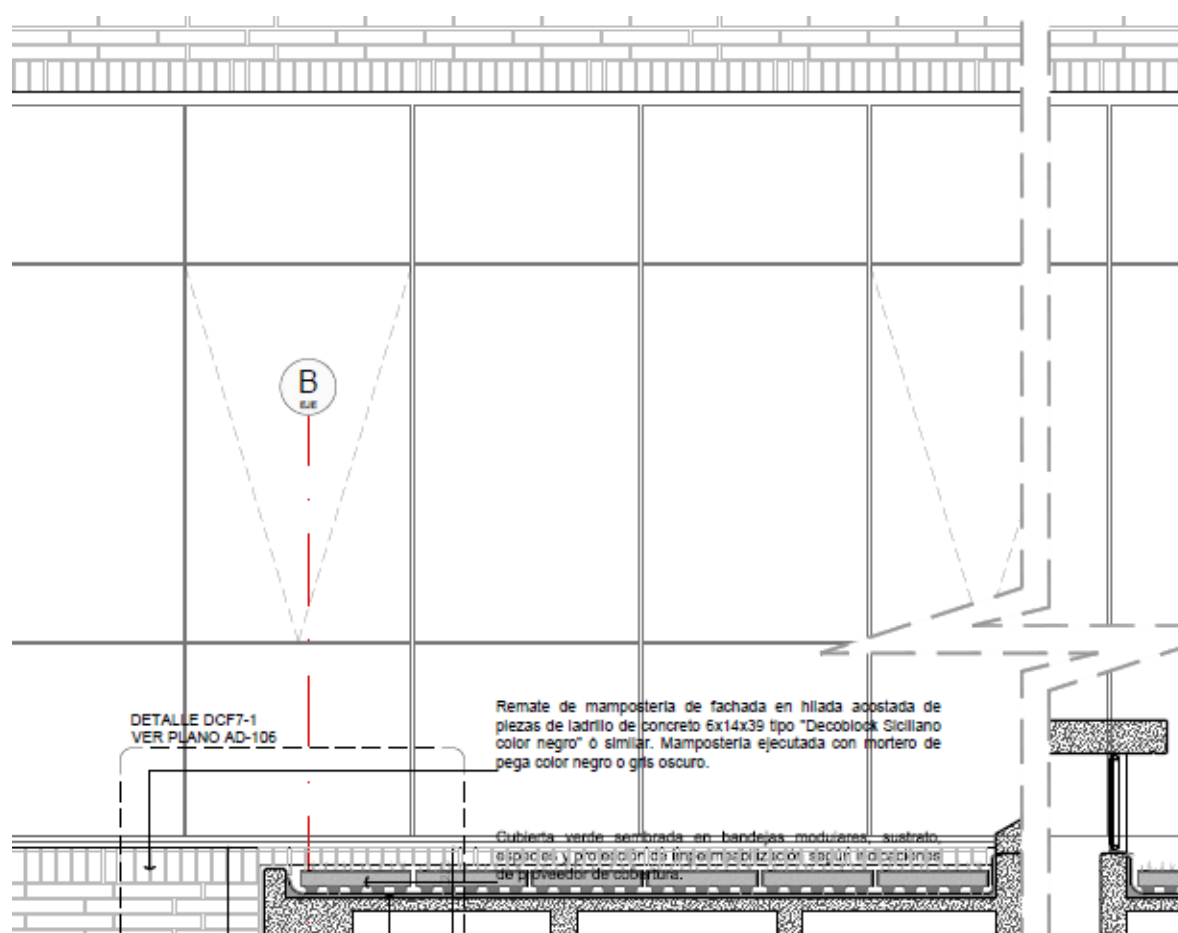 B
EJE
DETALLE DCF7-1
VER PLANO AD-106
Remate de mampostería de fachada en hilada acostada de
piezas de ladrillo de concreto 6x14x39 tipo "Decoblock Siciliano
color negro" ó similar. Mampostería ejecutada con mortero de
pega color negro o gris oscuro.
Cubierta verde sembrada en bandejas modulares, sustrato,
especies y protección de impermeabilización según indicaciones
de proveedor de cobertura.